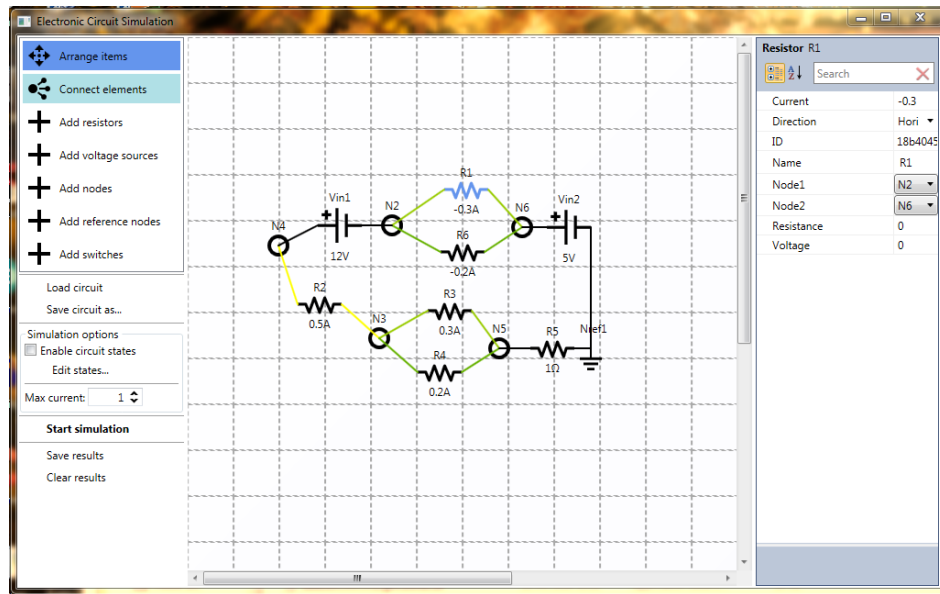 Electronic Circuit Simulation
Arrange items
Connect elements
Add resistors
Add voltage sources
Add nodes
Add reference nodes
Add switches
Load circuit
Save circuit as...
Simulation options
Enable circuit states
Edit states...
Max current: 1
Start simulation
Save results
Clear results
R1
-0.3A
Vin1
12V
N2
N6
Vin2
5V
R6
-0.2A
N4
R2
0.5A
N3
R3
0.3A
R4
0.2A
N5
R5
1Ω
Nref1
Resistor R1
Search
Current -0.3
Direction Hori
ID 18b4045
Name R1
Node1 N2
Node2 N6
Resistance 0
Voltage 0